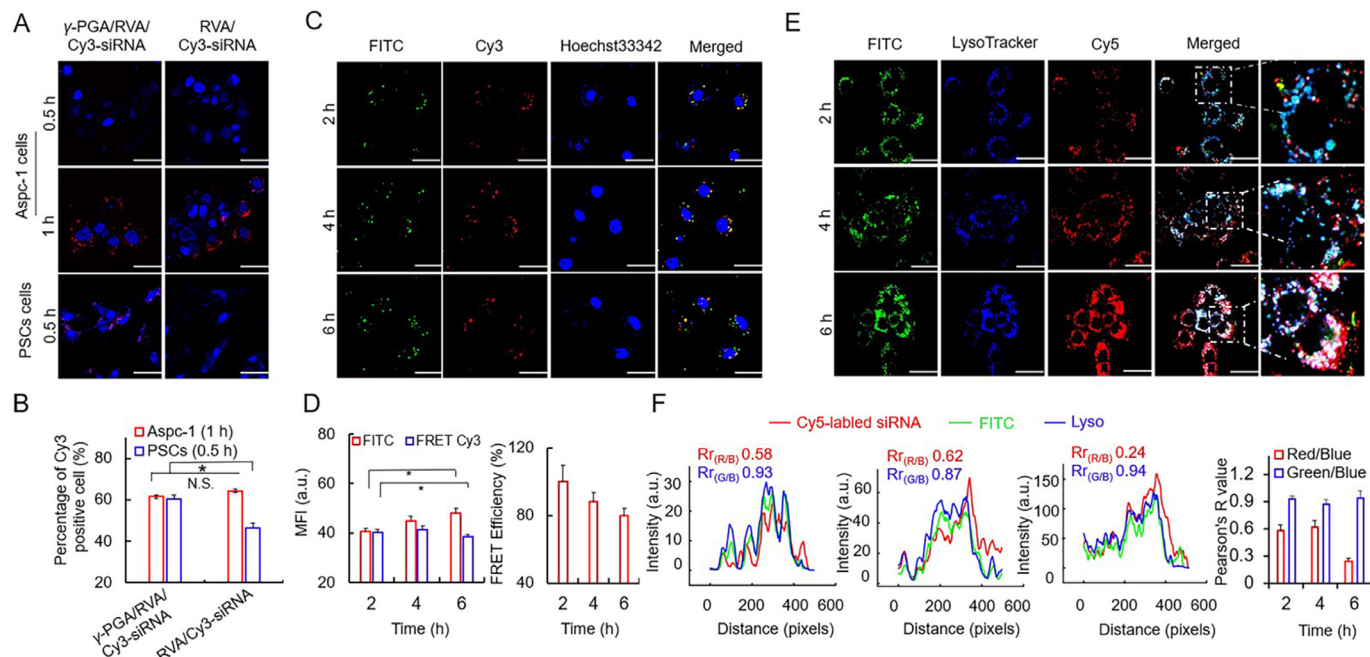 A
γ-PGA/RVA/
Cy3-siRNA
RVA/
Cy3-siRNA
Aspc-1 cells
0.5 h
1 h
PSCs cells
0.5 h
B
Percentage of Cy3
positive cell (%)
100
80
60
40
20
Aspc-1 (1 h)
PSCs (0.5 h)
*
N.S.
γ-PGA/RVA/
Cy3-siRNA
RVA/Cy3-siRNA
C
FITC
Cy3
Hoechst33342
Merged
2 h
4 h
6 h
D
MFI (a.u.)
80
60
40
20
FITC
FRET Cy3
*
*
2
4
6
Time (h)
FRET Efficiency (%)
120
80
40
2
4
6
Time (h)
E
FITC
LysoTracker
Cy5
Merged
2 h
4 h
6 h
F
Cy5-labled siRNA
FITC
Lyso
Rr(R/B) 0.58
Rr(G/B) 0.93
Intensity (a.u.)
30
20
10
0
0
200
400
600
Distance (pixels)
Rr(R/B) 0.62
Rr(G/B) 0.87
Intensity (a.u.)
70
60
50
40
30
20
10
0
0
200
400
600
Distance (pixels)
Rr(R/B) 0.24
Rr(G/B) 0.94
Intensity (a.u.)
150
100
50
0
0
200
400
600
Distance (pixels)
Pearson's R value
1.2
0.9
0.6
0.3
0
Red/Blue
Green/Blue
2
4
6
Time (h)